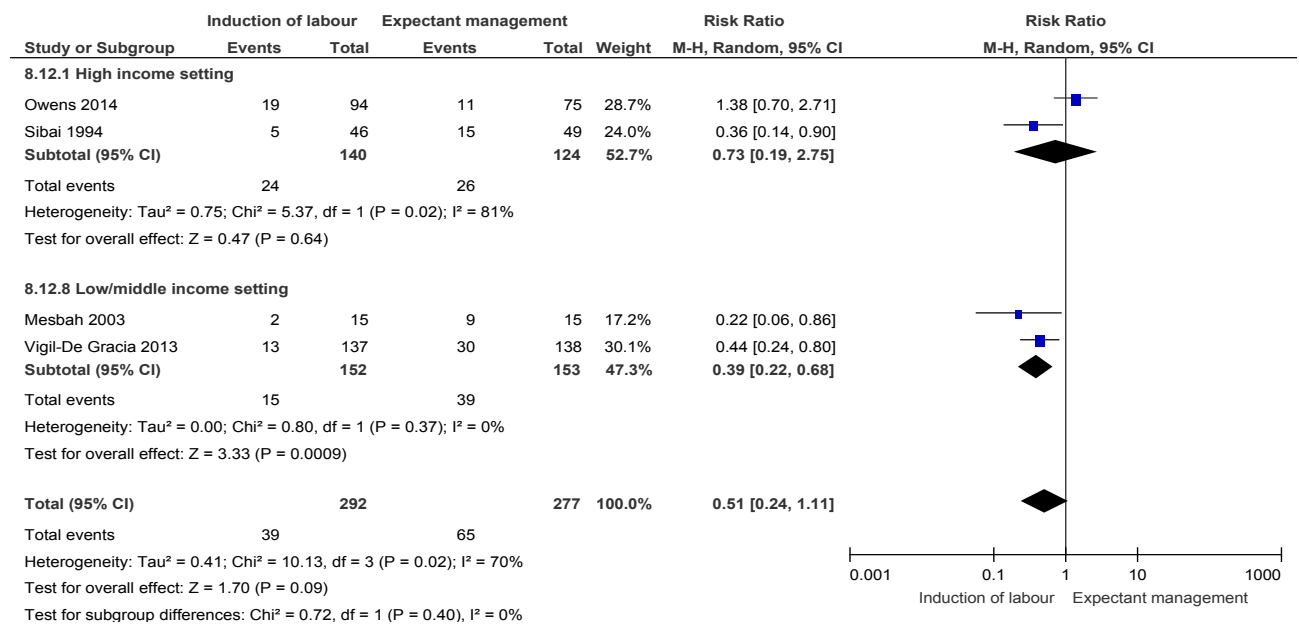 Induction of labour Expectant management Risk Ratio Risk Ratio
Study or Subgroup Events Total Events Total Weight M-H, Random, 95% CI M-H, Random, 95% CI
8.12.1 High income setting
Owens 2014 19 94 11 75 28.7% 1.38 [0.70, 2.71]
Sibai 1994 5 46 15 49 24.0% 0.36 [0.14, 0.90]
Subtotal (95% CI) 140 124 52.7% 0.73 [0.19, 2.75]
Total events 24 26
Heterogeneity: Tau² = 0.75; Chi² = 5.37, df = 1 (P = 0.02); I² = 81%
Test for overall effect: Z = 0.47 (P = 0.64)
8.12.8 Low/middle income setting
Mesbah 2003 2 15 9 15 17.2% 0.22 [0.06, 0.86]
Vigil-De Gracia 2013 13 137 30 138 30.1% 0.44 [0.24, 0.80]
Subtotal (95% CI) 152 153 47.3% 0.39 [0.22, 0.68]
Total events 15 39
Heterogeneity: Tau² = 0.00; Chi² = 0.80, df = 1 (P = 0.37); I² = 0%
Test for overall effect: Z = 3.33 (P = 0.0009)
Total (95% CI) 292 277 100.0% 0.51 [0.24, 1.11]
Total events 39 65
Heterogeneity: Tau² = 0.41; Chi² = 10.13, df = 3 (P = 0.02); I² = 70%
Test for overall effect: Z = 1.70 (P = 0.09)
Test for subgroup differences: Chi² = 0.72, df = 1 (P = 0.40), I² = 0%
0.001 0.1 1 10 1000
Induction of labour Expectant management